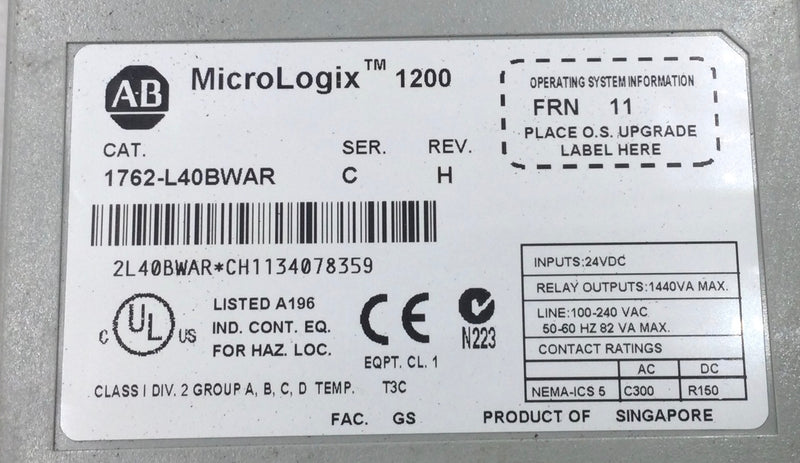 A-B
MicroLogix™ 1200
OPERATING SYSTEM INFORMATION
FRN 11
PLACE O.S. UPGRADE
LABEL HERE
CAT. SER. REV.
1762-L40BWAR C H
2L40BWAR*CH1134078359
C UL US
LISTED A196
IND. CONT. EQ.
FOR HAZ. LOC.
CE
EQPT. CL. 1
N223
CLASS I DIV. 2 GROUP A, B, C, D TEMP. T3C
FAC. GS
INPUTS:24VDC
RELAY OUTPUTS:1440VA MAX.
LINE:100-240 VAC
50-60 HZ 82 VA MAX.
CONTACT RATINGS
AC DC
NEMA-ICS 5 C300 R150
PRODUCT OF SINGAPORE